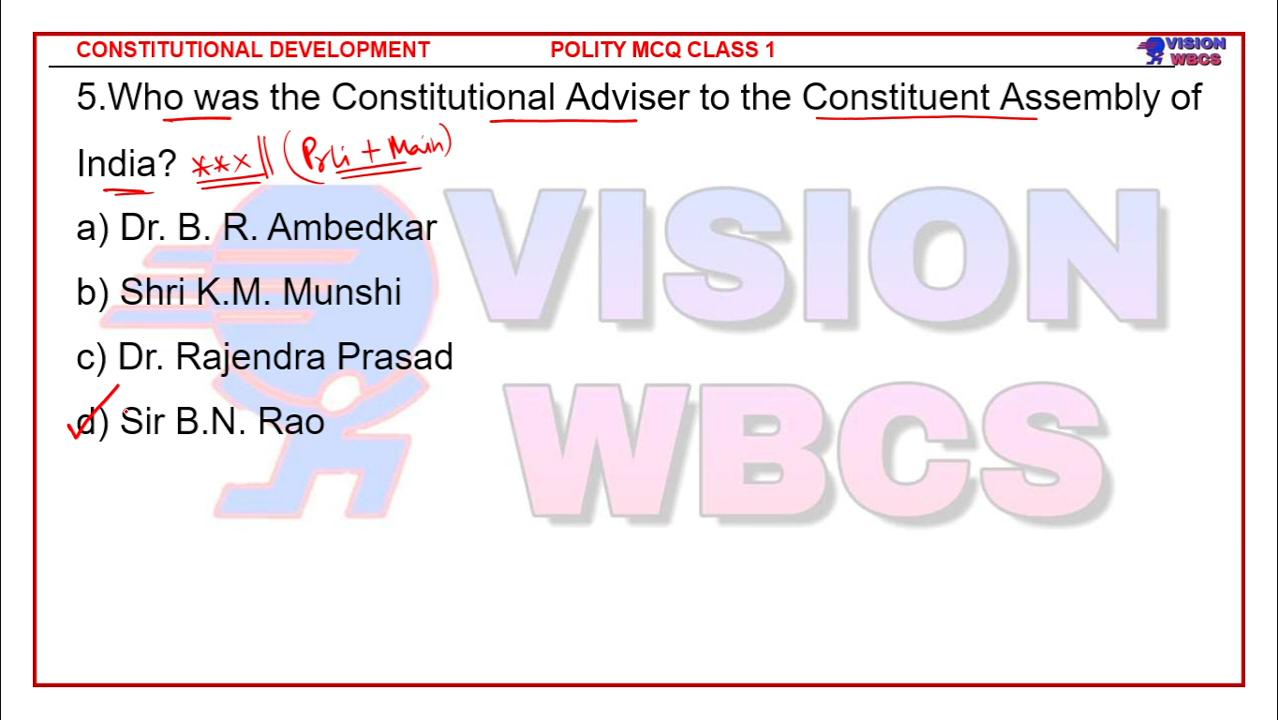 CONSTITUTIONAL DEVELOPMENT POLITY MCQ CLASS 1 VISION WBCS
5.Who was the Constitutional Adviser to the Constituent Assembly of
India? ***|| (Prli + Main)
a) Dr. B. R. Ambedkar
b) Shri K.M. Munshi
c) Dr. Rajendra Prasad
d) Sir B.N. Rao
VISION
WBCS